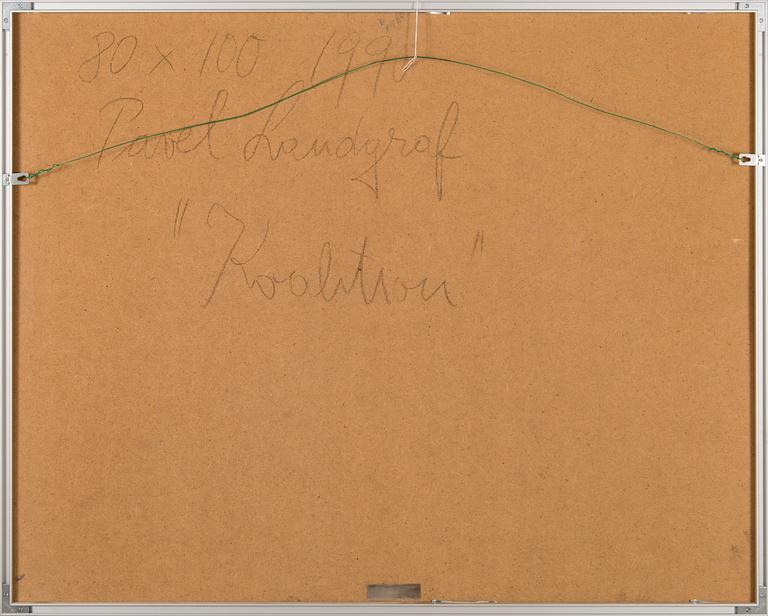 80 x 100 1990
Pavel Landgraf
"Koalition"